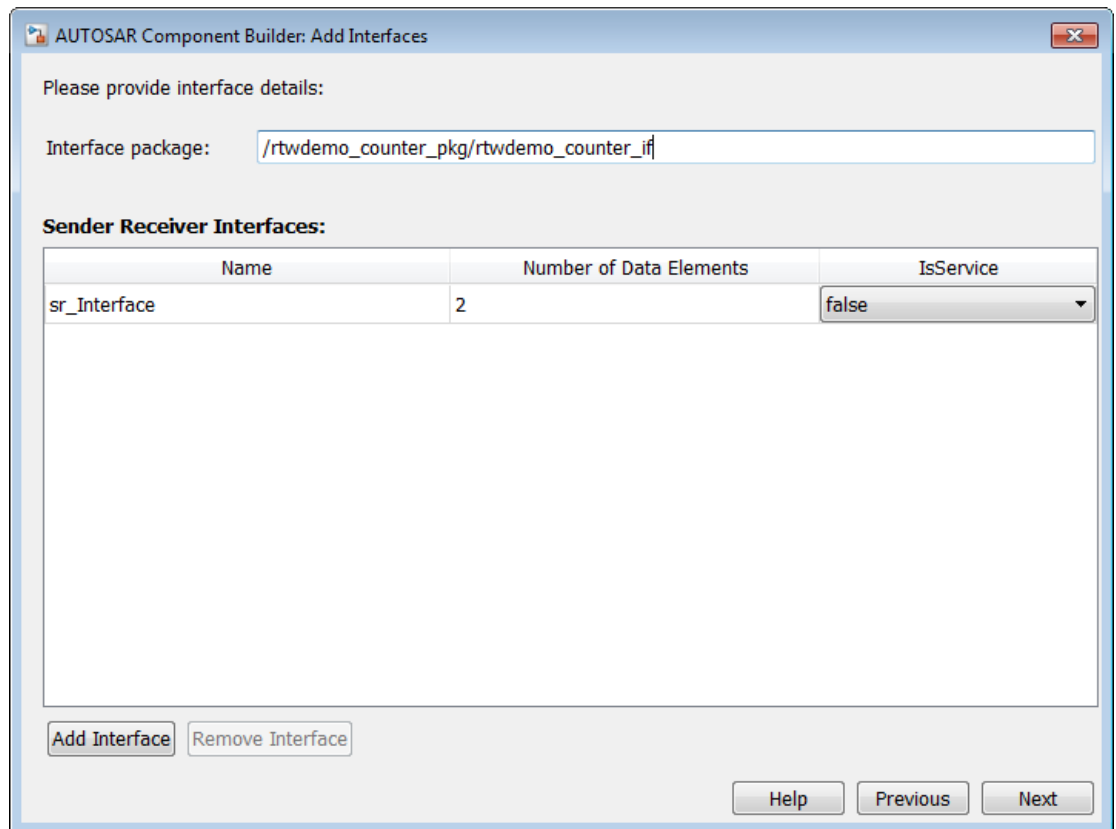 AUTOSAR Component Builder: Add Interfaces
Please provide interface details:
Interface package: /rtwdemo_counter_pkg/rtwdemo_counter_if
Sender Receiver Interfaces:
Name Number of Data Elements IsService
sr_Interface 2 false
Add Interface Remove Interface
Help Previous Next